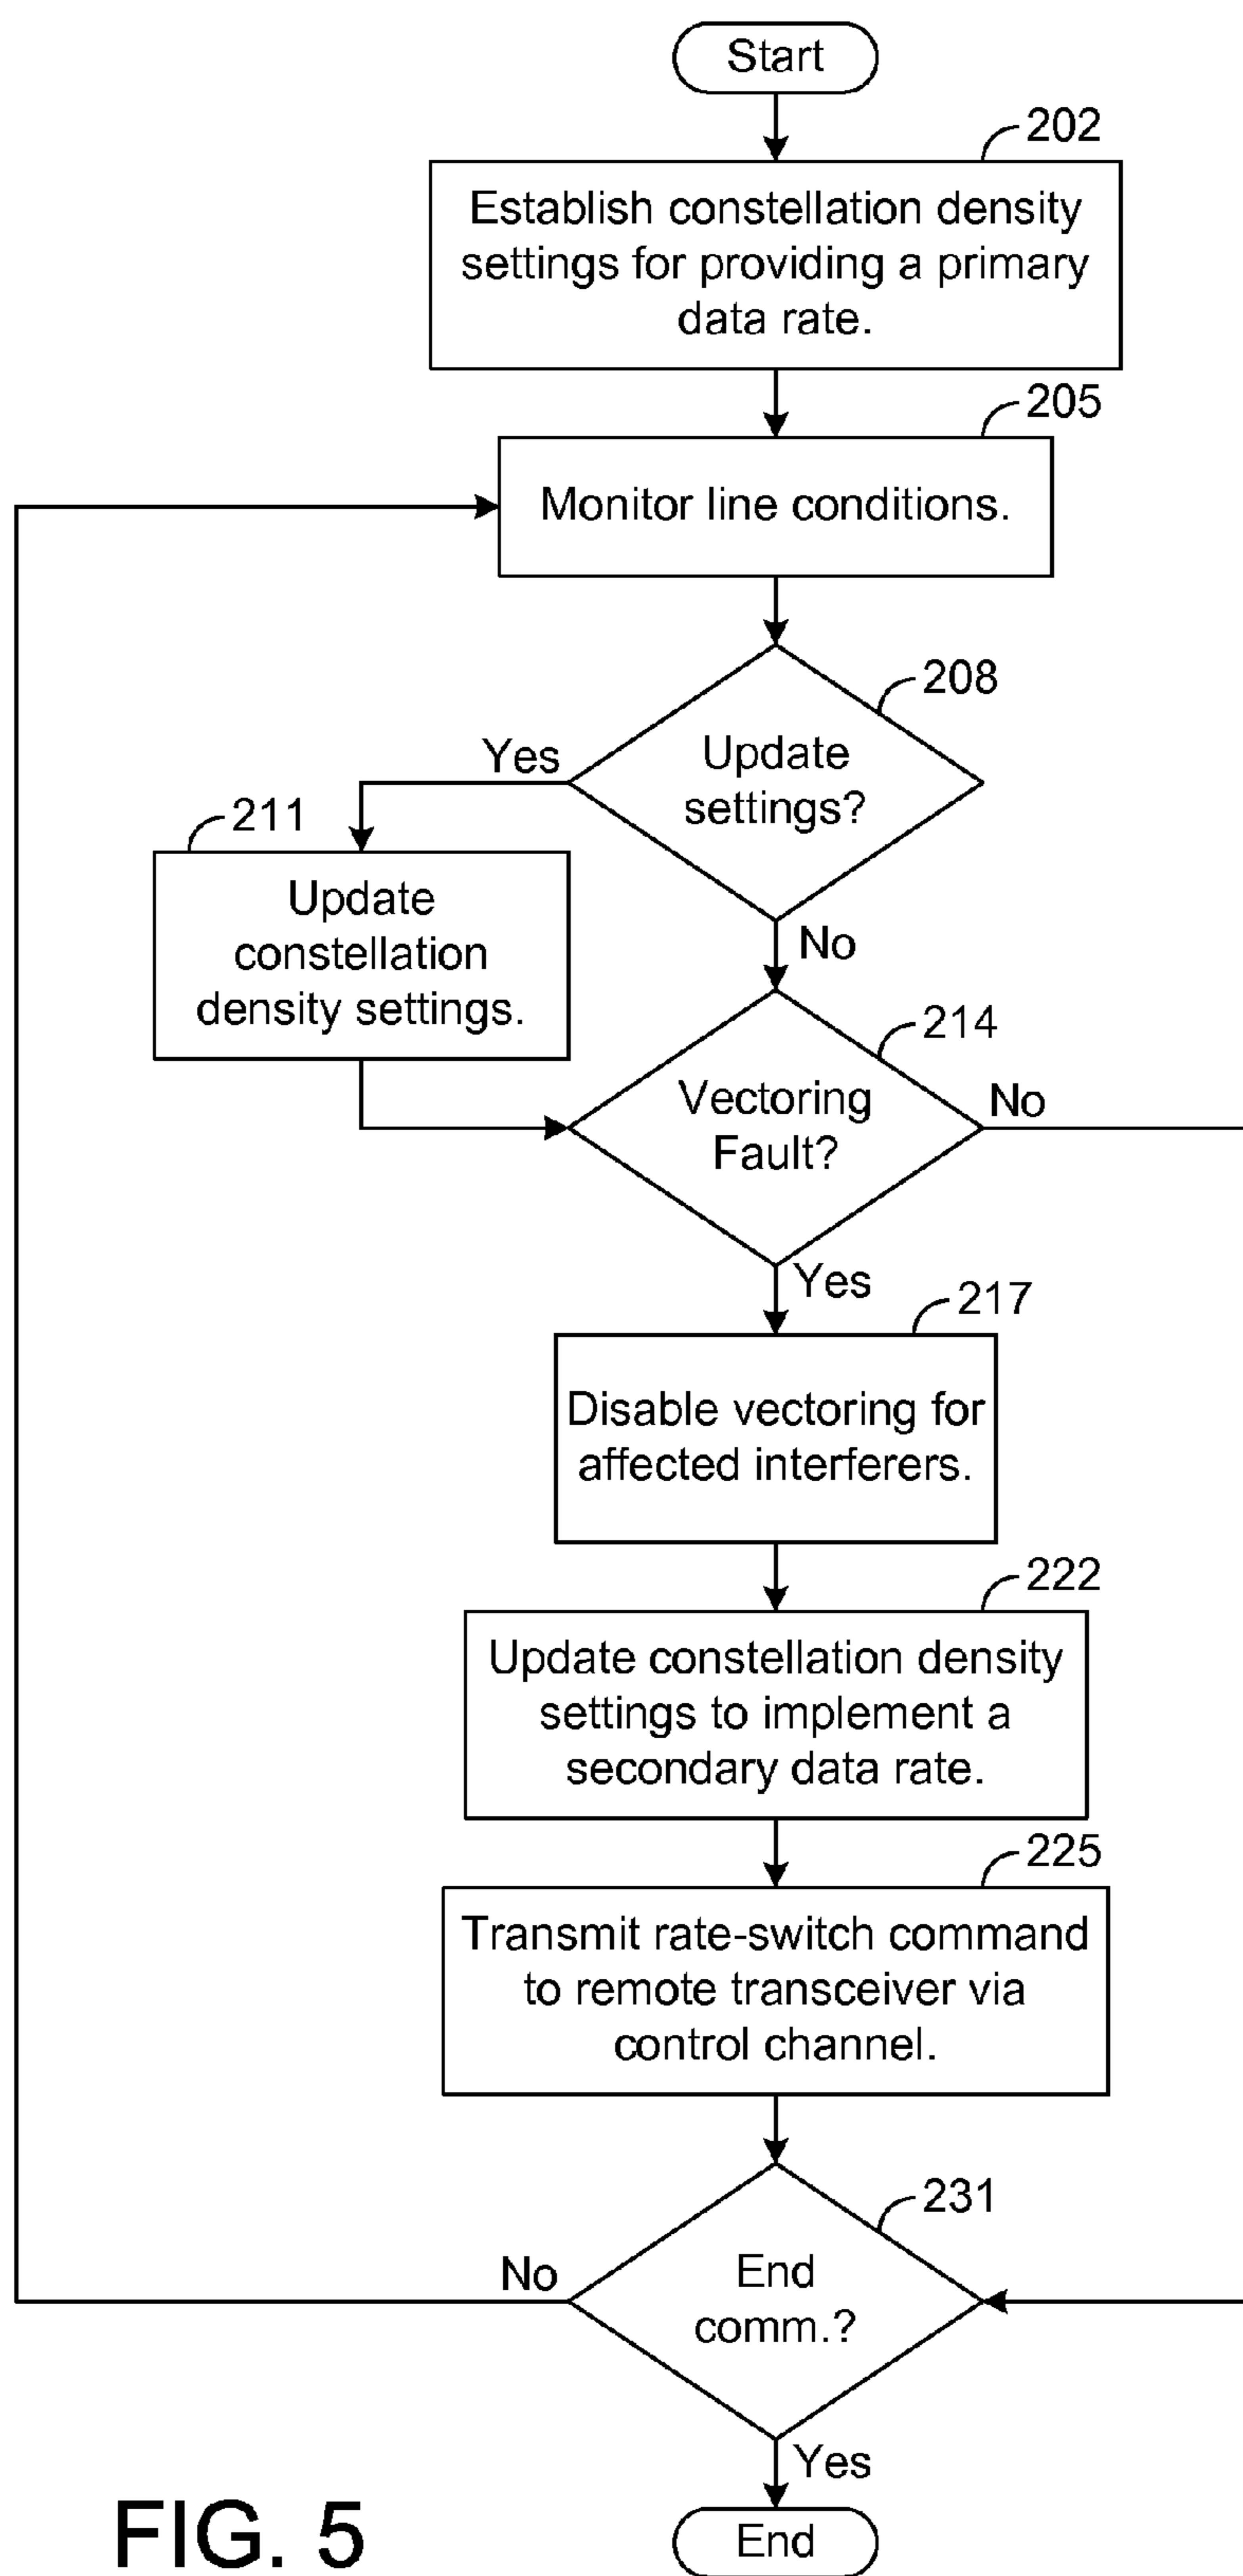 Start
202
Establish constellation density
settings for providing a primary
data rate.
205
Monitor line conditions.
208
Update
settings?
Yes
No
211
Update
constellation
density settings.
214
Vectoring
Fault?
No
Yes
217
Disable vectoring for
affected interferers.
222
Update constellation density
settings to implement a
secondary data rate.
225
Transmit rate-switch command
to remote transceiver via
control channel.
231
End
comm.?
No
Yes
End
FIG. 5